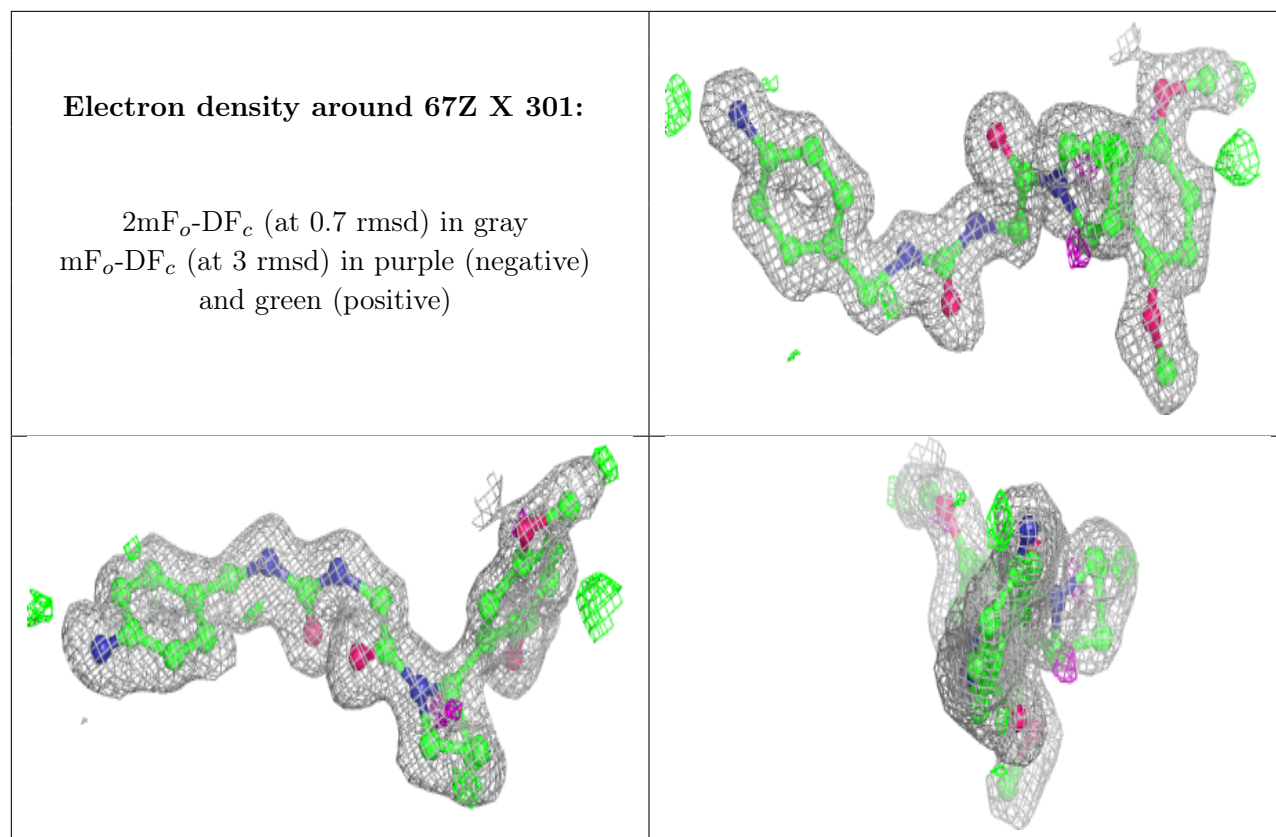 Electron density around 67Z X 301:
2mFo-DFc (at 0.7 rmsd) in gray
mFo-DFc (at 3 rmsd) in purple (negative)
and green (positive)